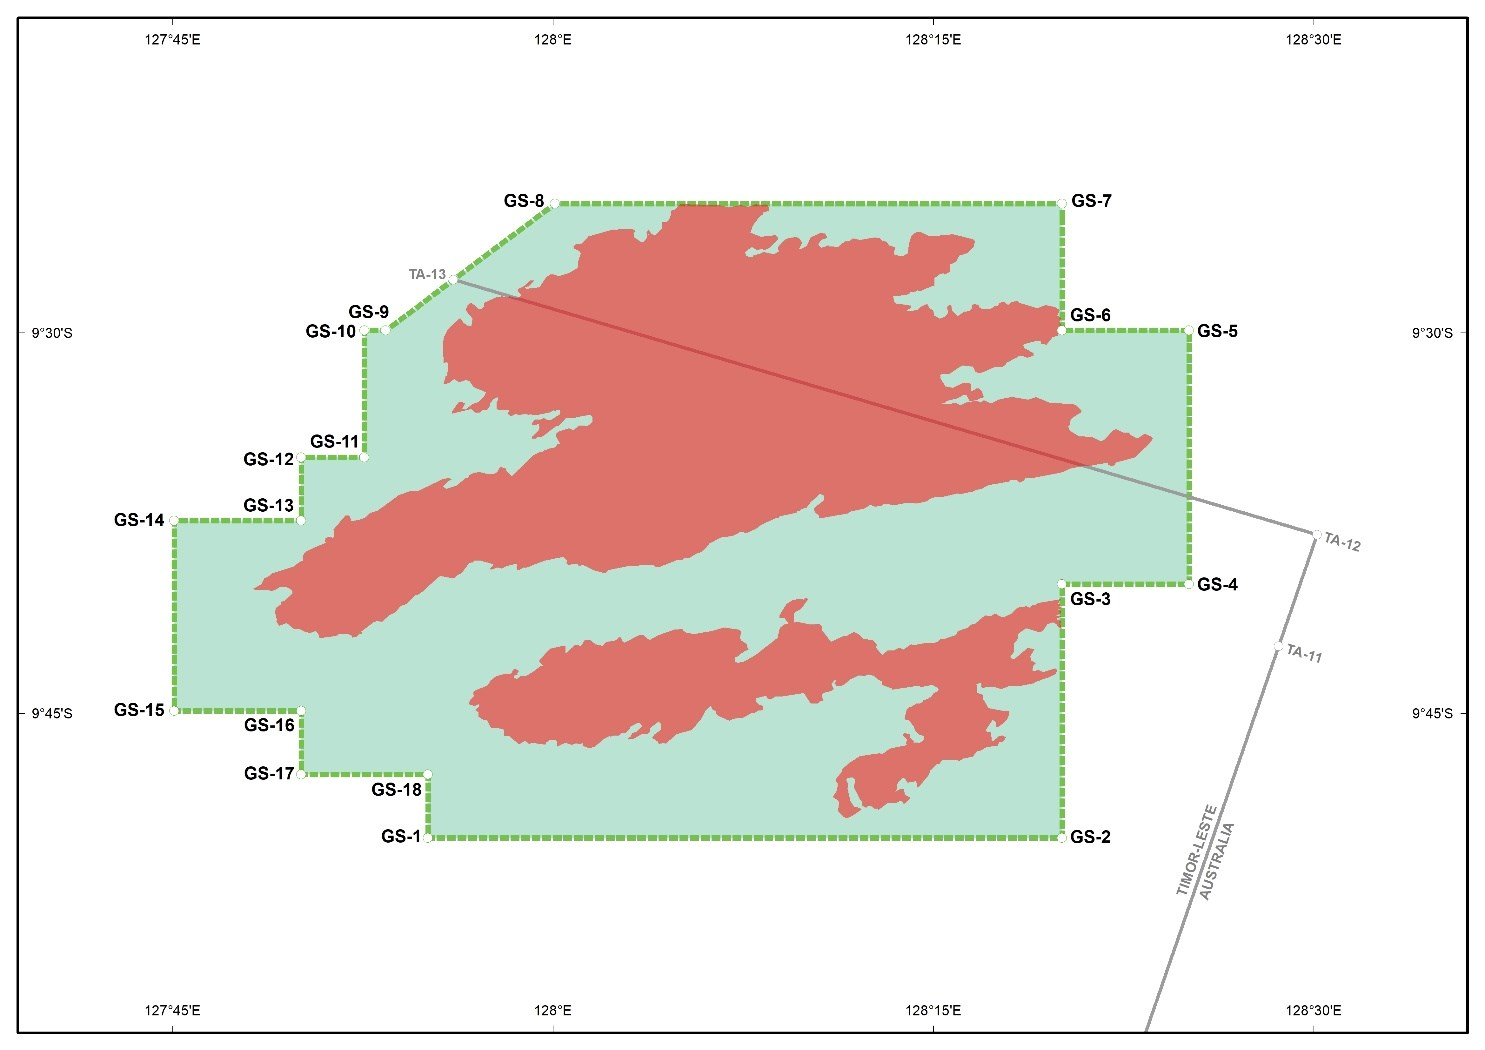 127°45'E
128°E
128°15'E
128°30'E
GS-8
GS-7
TA-13
GS-9
GS-10
GS-6
GS-5
9°30'S
9°30'S
GS-11
GS-12
GS-13
GS-14
TA-12
GS-4
GS-3
TA-11
GS-15
GS-16
9°45'S
9°45'S
GS-17
GS-18
GS-1
GS-2
TIMOR-LESTE
AUSTRALIA
127°45'E
128°E
128°15'E
128°30'E